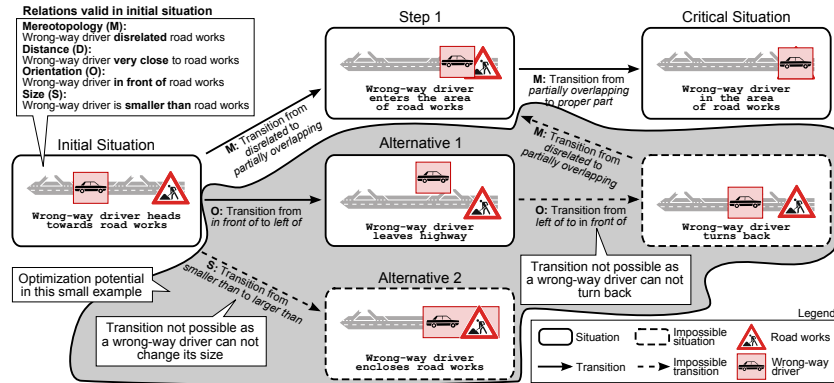 Relations valid in initial situation
Mereotopology (M):
Wrong-way driver disrelated road works
Distance (D):
Wrong-way driver very close to road works
Orientation (O):
Wrong-way driver in front of road works
Size (S):
Wrong-way driver is smaller than road works
Step 1
Wrong-way driver
enters the area
of road works
M: Transition from
partially overlapping
to proper part
Critical Situation
Wrong-way driver
in the area
of road works
M: Transition from
disrelated to
partially overlapping
Initial Situation
Wrong-way driver heads
towards road works
O: Transition from
in front of to left of
Alternative 1
Wrong-way driver
leaves highway
M: Transition from
disrelated to
partially overlapping
O: Transition from
left of to in front of
Wrong-way driver
turns back
Optimization potential
in this small example
S: Transition from
smaller than to larger than
Transition not possible as
a wrong-way driver can not
change its size
Alternative 2
Wrong-way driver
encloses road works
Transition not possible as
a wrong-way driver can not
turn back
Legend
Situation
Impossible
situation
Road works
Transition
Impossible
transition
Wrong-way
driver